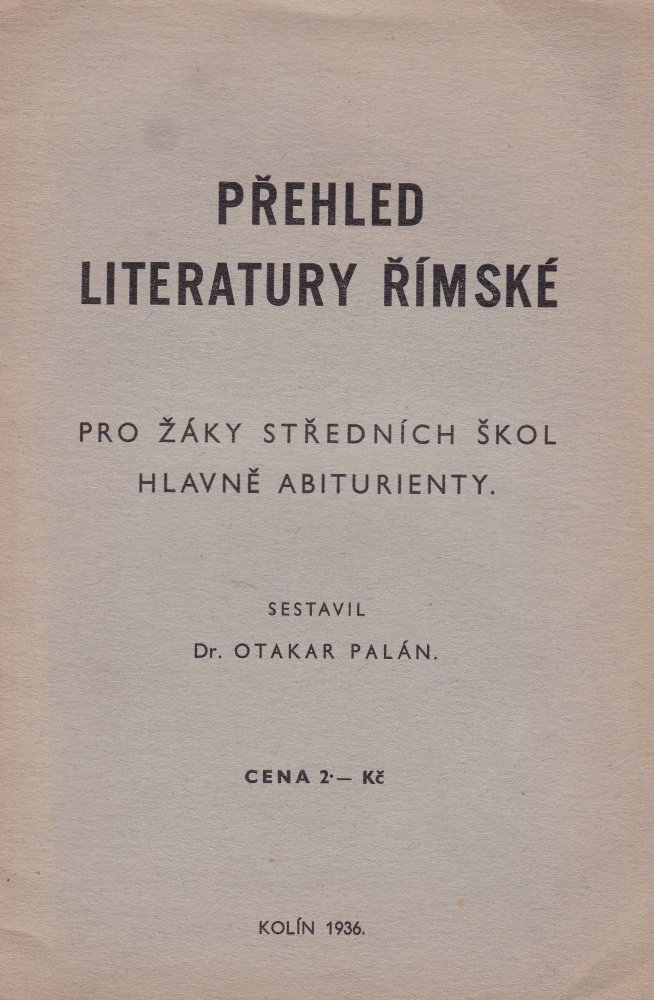 PŘEHLED
LITERATURY ŘÍMSKÉ
PRO ŽÁKY STŘEDNÍCH ŠKOL
HLAVNĚ ABITURIENTY.
SESTAVIL
Dr. OTAKAR PALÁN.
CENA 2·— Kč
KOLÍN 1936.